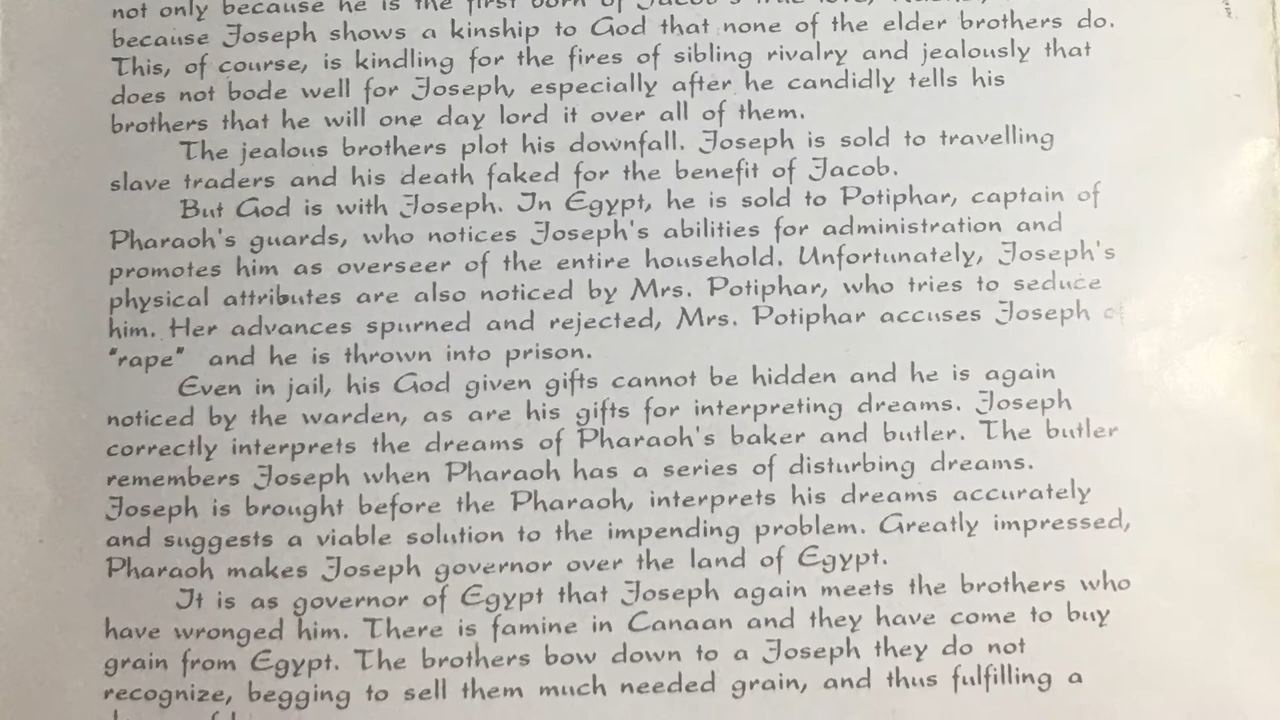 not only because he is the first born of Jacob's true love,
because Joseph shows a kinship to God that none of the elder brothers do.
This, of course, is kindling for the fires of sibling rivalry and jealously that
does not bode well for Joseph, especially after he candidly tells his
brothers that he will one day lord it over all of them.
The jealous brothers plot his downfall. Joseph is sold to travelling
slave traders and his death faked for the benefit of Jacob.
But God is with Joseph. In Egypt, he is sold to Potiphar, captain of
Pharaoh's guards, who notices Joseph's abilities for administration and
promotes him as overseer of the entire household. Unfortunately, Joseph's
physical attributes are also noticed by Mrs. Potiphar, who tries to seduce
him. Her advances spurned and rejected, Mrs. Potiphar accuses Joseph of
"rape" and he is thrown into prison.
Even in jail, his God given gifts cannot be hidden and he is again
noticed by the warden, as are his gifts for interpreting dreams. Joseph
correctly interprets the dreams of Pharaoh's baker and butler. The butler
remembers Joseph when Pharaoh has a series of disturbing dreams.
Joseph is brought before the Pharaoh, interprets his dreams accurately
and suggests a viable solution to the impending problem. Greatly impressed,
Pharaoh makes Joseph governor over the land of Egypt.
It is as governor of Egypt that Joseph again meets the brothers who
have wronged him. There is famine in Canaan and they have come to buy
grain from Egypt. The brothers bow down to a Joseph they do not
recognize, begging to sell them much needed grain, and thus fulfilling a